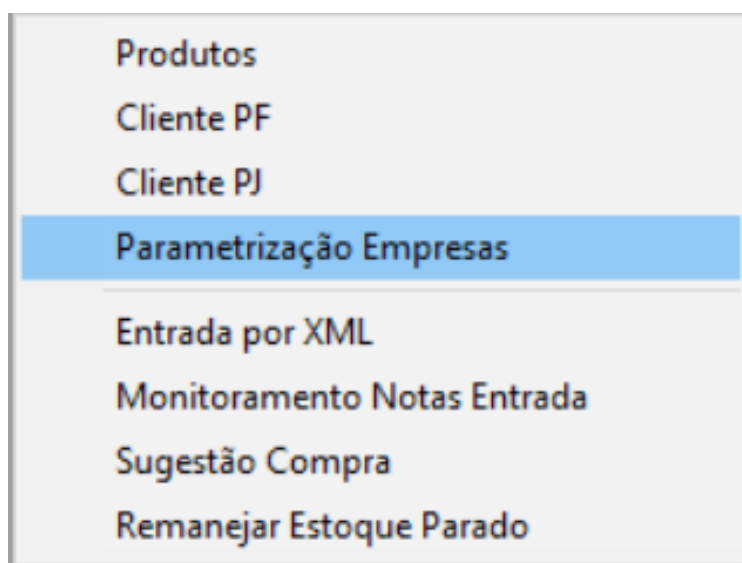 Produtos
Cliente PF
Cliente PJ
Parametrização Empresas
Entrada por XML
Monitoramento Notas Entrada
Sugestão Compra
Remanejar Estoque Parado